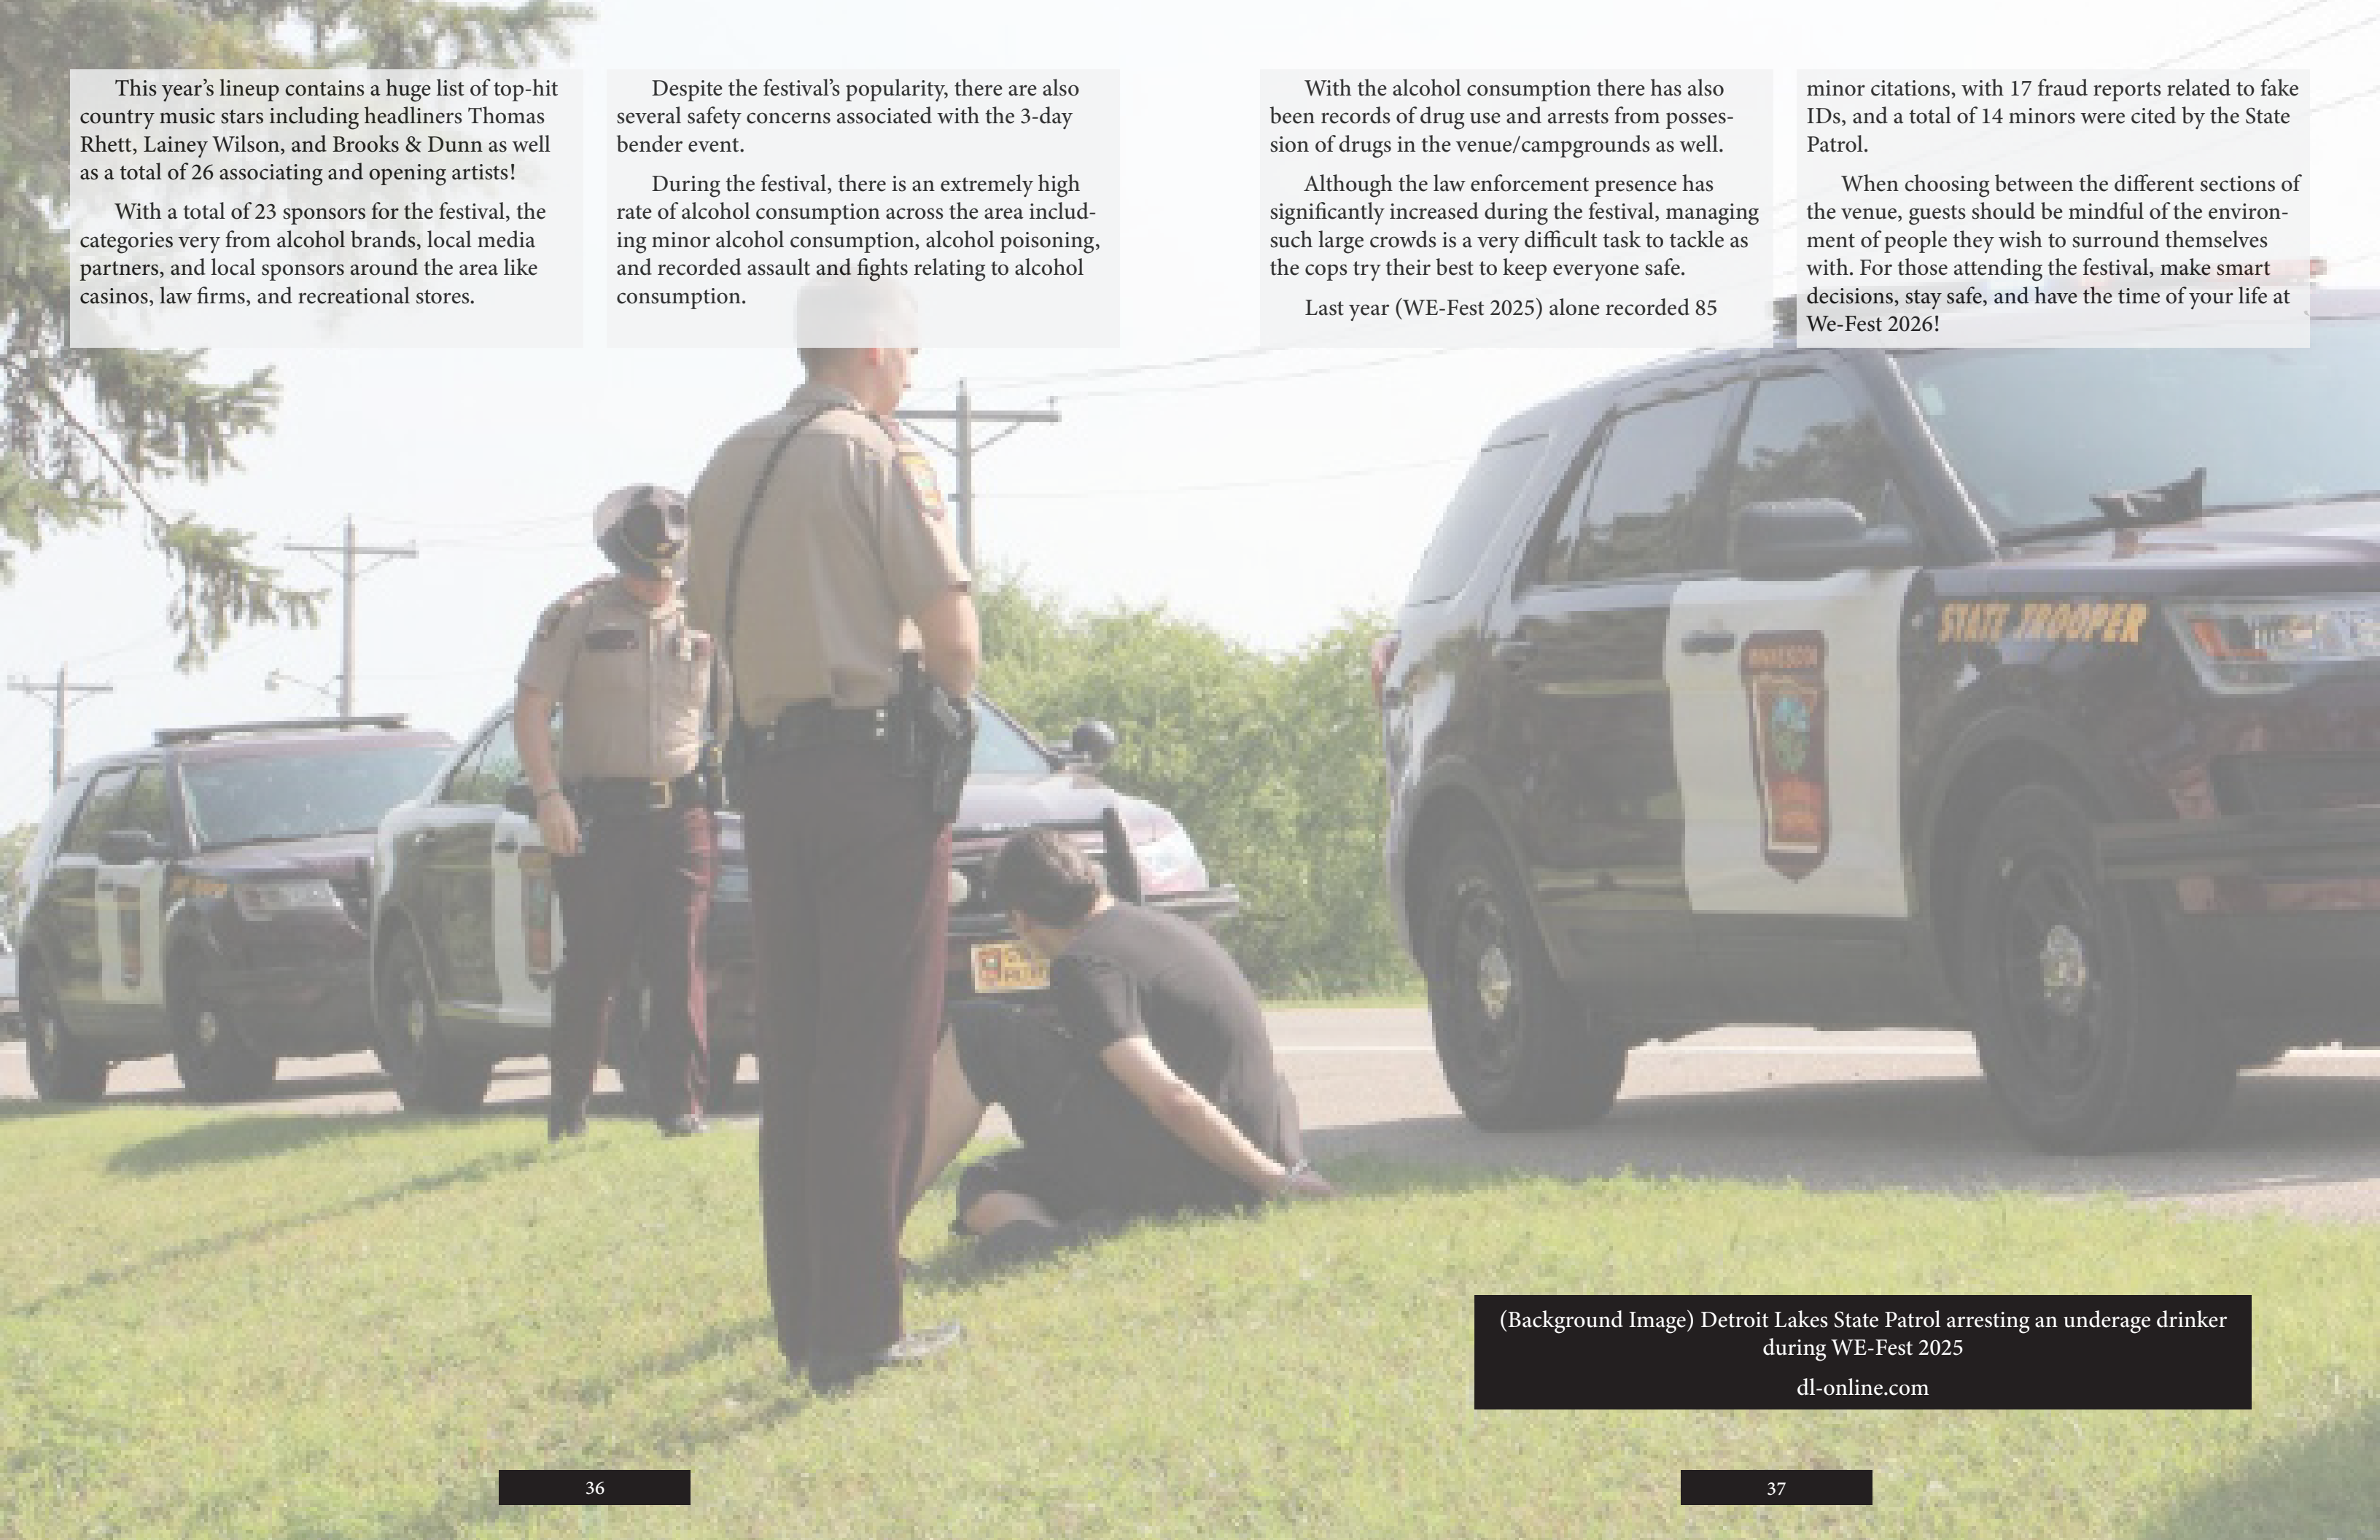 This year’s lineup contains a huge list of top-hit
country music stars including headliners Thomas
Rhett, Lainey Wilson, and Brooks & Dunn as well
as a total of 26 associating and opening artists!
With a total of 23 sponsors for the festival, the
categories very from alcohol brands, local media
partners, and local sponsors around the area like
casinos, law firms, and recreational stores.
Despite the festival’s popularity, there are also
several safety concerns associated with the 3-day
bender event.
During the festival, there is an extremely high
rate of alcohol consumption across the area includ-
ing minor alcohol consumption, alcohol poisoning,
and recorded assault and fights relating to alcohol
consumption.
With the alcohol consumption there has also
been records of drug use and arrests from posses-
sion of drugs in the venue/campgrounds as well.
Although the law enforcement presence has
significantly increased during the festival, managing
such large crowds is a very difficult task to tackle as
the cops try their best to keep everyone safe.
Last year (WE-Fest 2025) alone recorded 85
minor citations, with 17 fraud reports related to fake
IDs, and a total of 14 minors were cited by the State
Patrol.
When choosing between the different sections of
the venue, guests should be mindful of the environ-
ment of people they wish to surround themselves
with. For those attending the festival, make smart
decisions, stay safe, and have the time of your life at
We-Fest 2026!
STATE TROOPER
MINNESOTA
(Background Image) Detroit Lakes State Patrol arresting an underage drinker
during WE-Fest 2025
dl-online.com
36
37